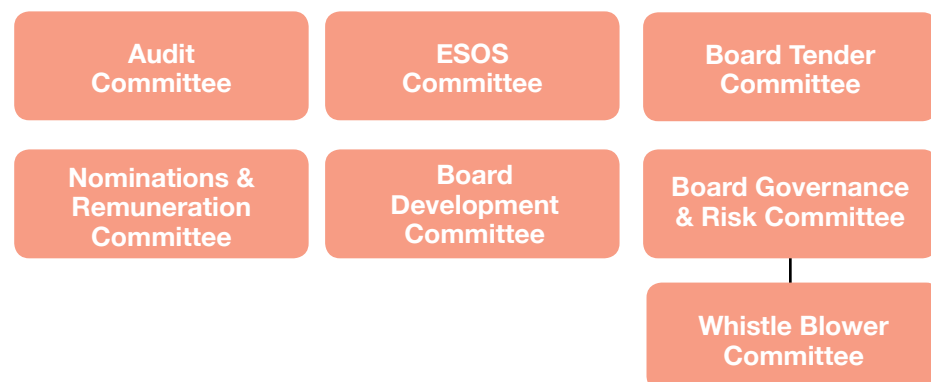 Audit
Committee
ESOS
Committee
Board Tender
Committee
Nominations &
Remuneration
Committee
Board
Development
Committee
Board Governance
& Risk Committee
Whistle Blower
Committee